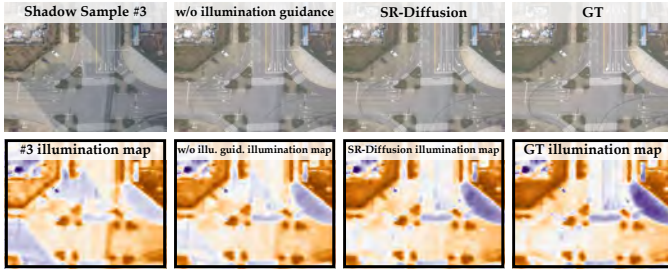 Shadow Sample #3 w/o illumination guidance SR-Diffusion GT
#3 illumination map w/o illu. guid. illumination map SR-Diffusion illumination map GT illumination map